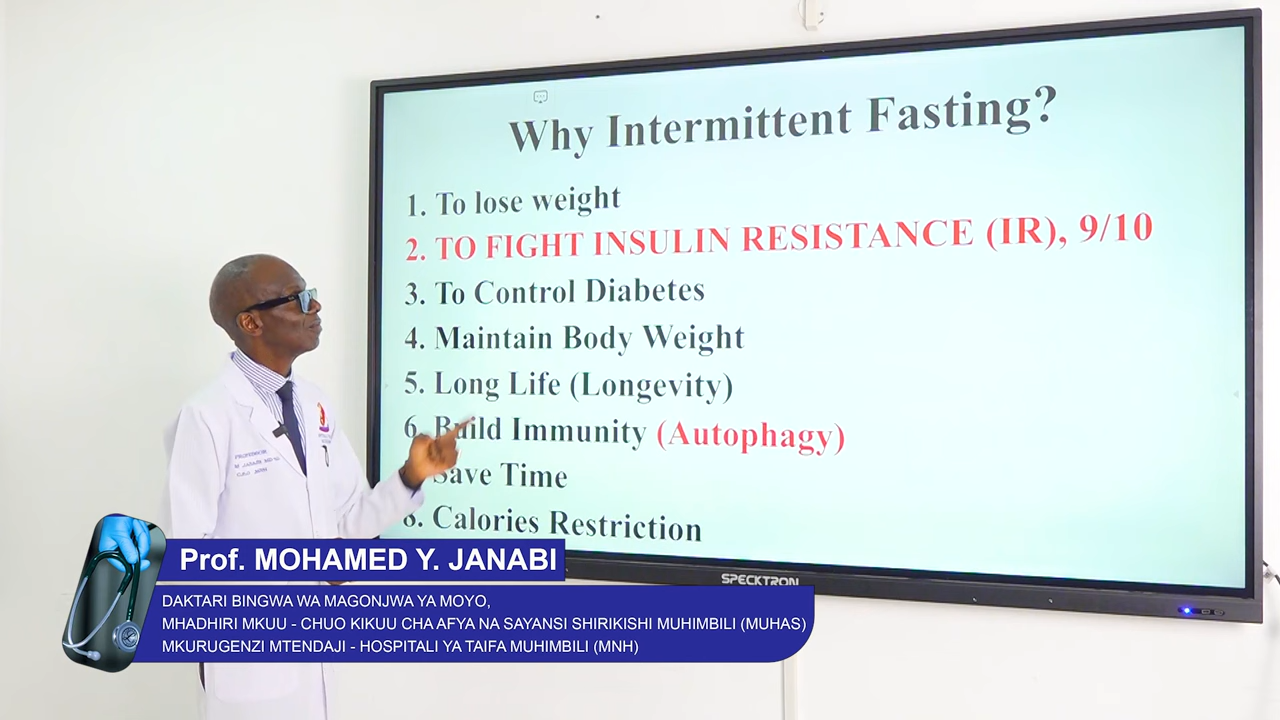 Why Intermittent Fasting?
1. To lose weight
2. TO FIGHT INSULIN RESISTANCE (IR), 9/10
3. To Control Diabetes
4. Maintain Body Weight
5. Long Life (Longevity)
6. Build Immunity (Autophagy)
Save Time
8. Calories Restriction
SPECKTRON
PROFESSOR
Prof. MOHAMED Y. JANABI
DAKTARI BINGWA WA MAGONJWA YA MOYO,
MHADHIRI MKUU - CHUO KIKUU CHA AFYA NA SAYANSI SHIRIKISHI MUHIMBILI (MUHAS)
MKURUGENZI MTENDAJI - HOSPITALI YA TAIFA MUHIMBILI (MNH)